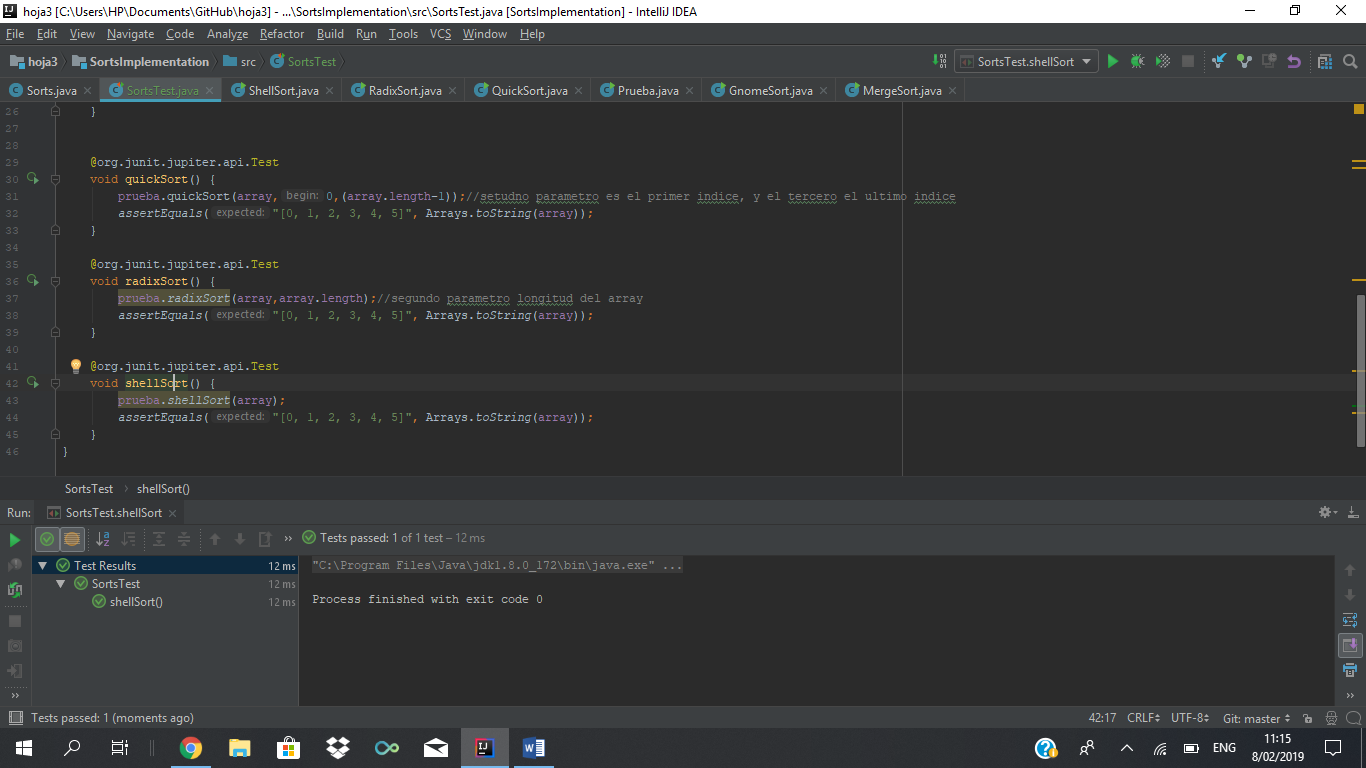 hoja3 [C:\Users\HP\Documents\GitHub\hoja3] - ...\SortsImplementation\src\SortsTest.java [SortsImplementation] - IntelliJ IDEA
File Edit View Navigate Code Analyze Refactor Build Run Tools VCS Window Help
hoja3 SortsImplementation src SortsTest SortsTest.shellSort
Sorts.java SortsTest.java ShellSort.java RadixSort.java QuickSort.java Prueba.java GnomeSort.java MergeSort.java
26 }
27
28
29 @org.junit.jupiter.api.Test
30 void quickSort() {
31 prueba.quickSort(array, begin: 0,(array.length-1));//setudno parametro es el primer indice, y el tercero el ultimo indice
32 assertEquals( expected: "[0, 1, 2, 3, 4, 5]", Arrays.toString(array));
33 }
34
35 @org.junit.jupiter.api.Test
36 void radixSort() {
37 prueba.radixSort(array,array.length);//segundo parametro longitud del array
38 assertEquals( expected: "[0, 1, 2, 3, 4, 5]", Arrays.toString(array));
39 }
40
41 @org.junit.jupiter.api.Test
42 void shellSort() {
43 prueba.shellSort(array);
44 assertEquals( expected: "[0, 1, 2, 3, 4, 5]", Arrays.toString(array));
45 }
46 }
SortsTest shellSort()
Run: SortsTest.shellSort
Tests passed: 1 of 1 test – 12 ms
Test Results 12 ms
SortsTest 12 ms
shellSort() 12 ms
"C:\Program Files\Java\jdk1.8.0_172\bin\java.exe" ...
Process finished with exit code 0
Tests passed: 1 (moments ago) 42:17 CRLF UTF-8 Git: master
ENG
11:15
8/02/2019